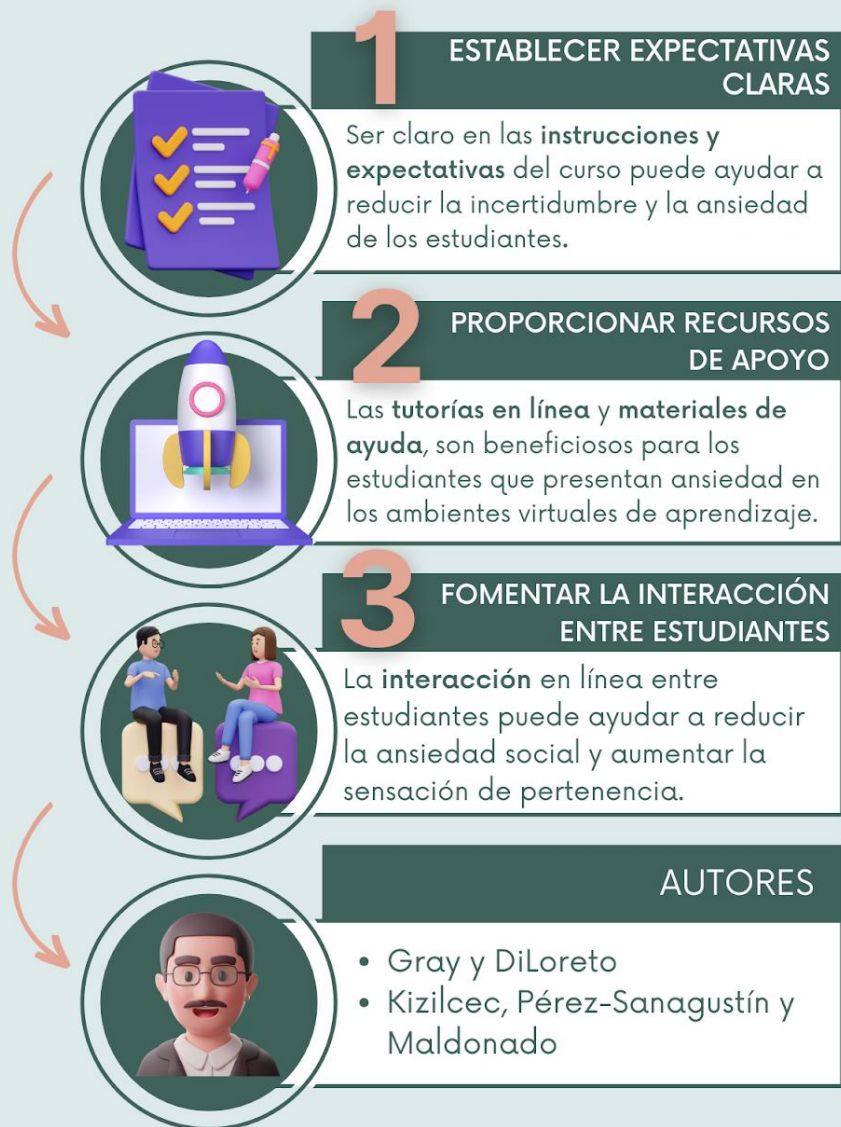 1
ESTABLECER EXPECTATIVAS
CLARAS
Ser claro en las instrucciones y
expectativas del curso puede ayudar a
reducir la incertidumbre y la ansiedad
de los estudiantes.
2
PROPORCIONAR RECURSOS
DE APOYO
Las tutorías en línea y materiales de
ayuda, son beneficiosos para los
estudiantes que presentan ansiedad en
los ambientes virtuales de aprendizaje.
3
FOMENTAR LA INTERACCIÓN
ENTRE ESTUDIANTES
La interacción en línea entre
estudiantes puede ayudar a reducir
la ansiedad social y aumentar la
sensación de pertenencia.
AUTORES
• Gray y DiLoreto
• Kizilcec, Pérez-Sanagustín y
Maldonado